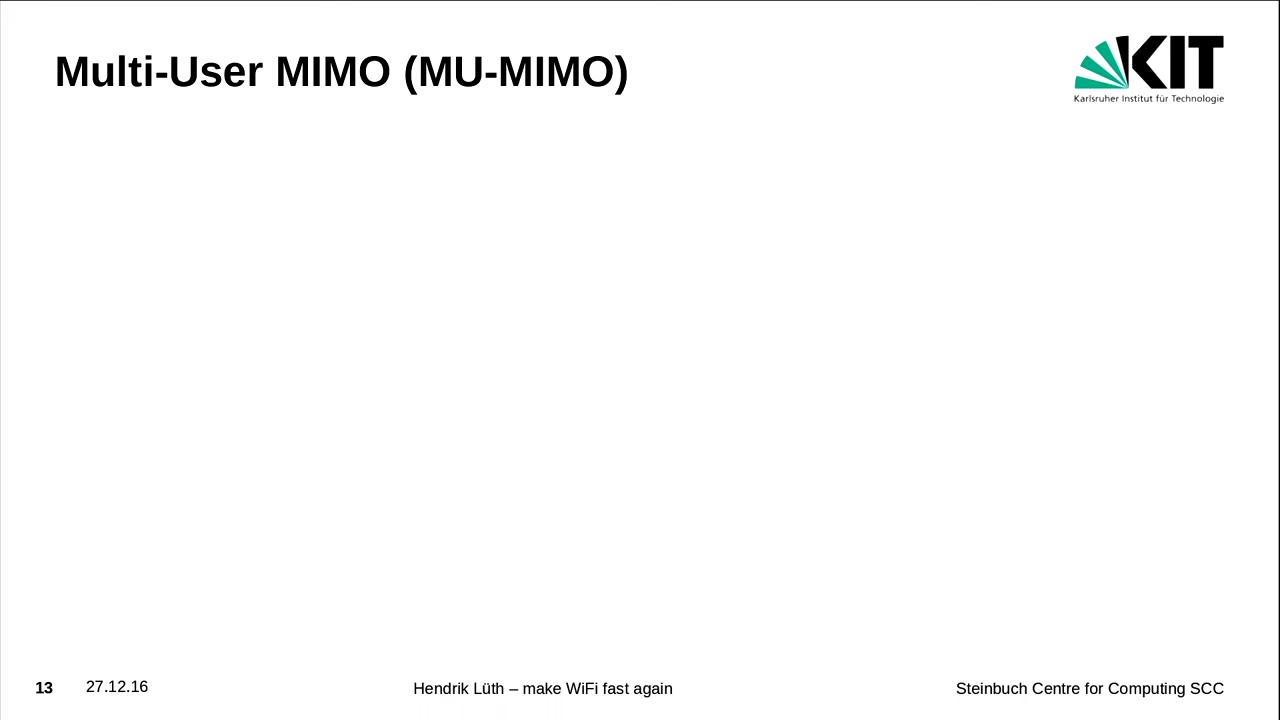 Multi-User MIMO (MU-MIMO)
KIT
Karlsruher Institut für Technologie
13
27.12.16
Hendrik Lüth – make WiFi fast again
Steinbuch Centre for Computing SCC